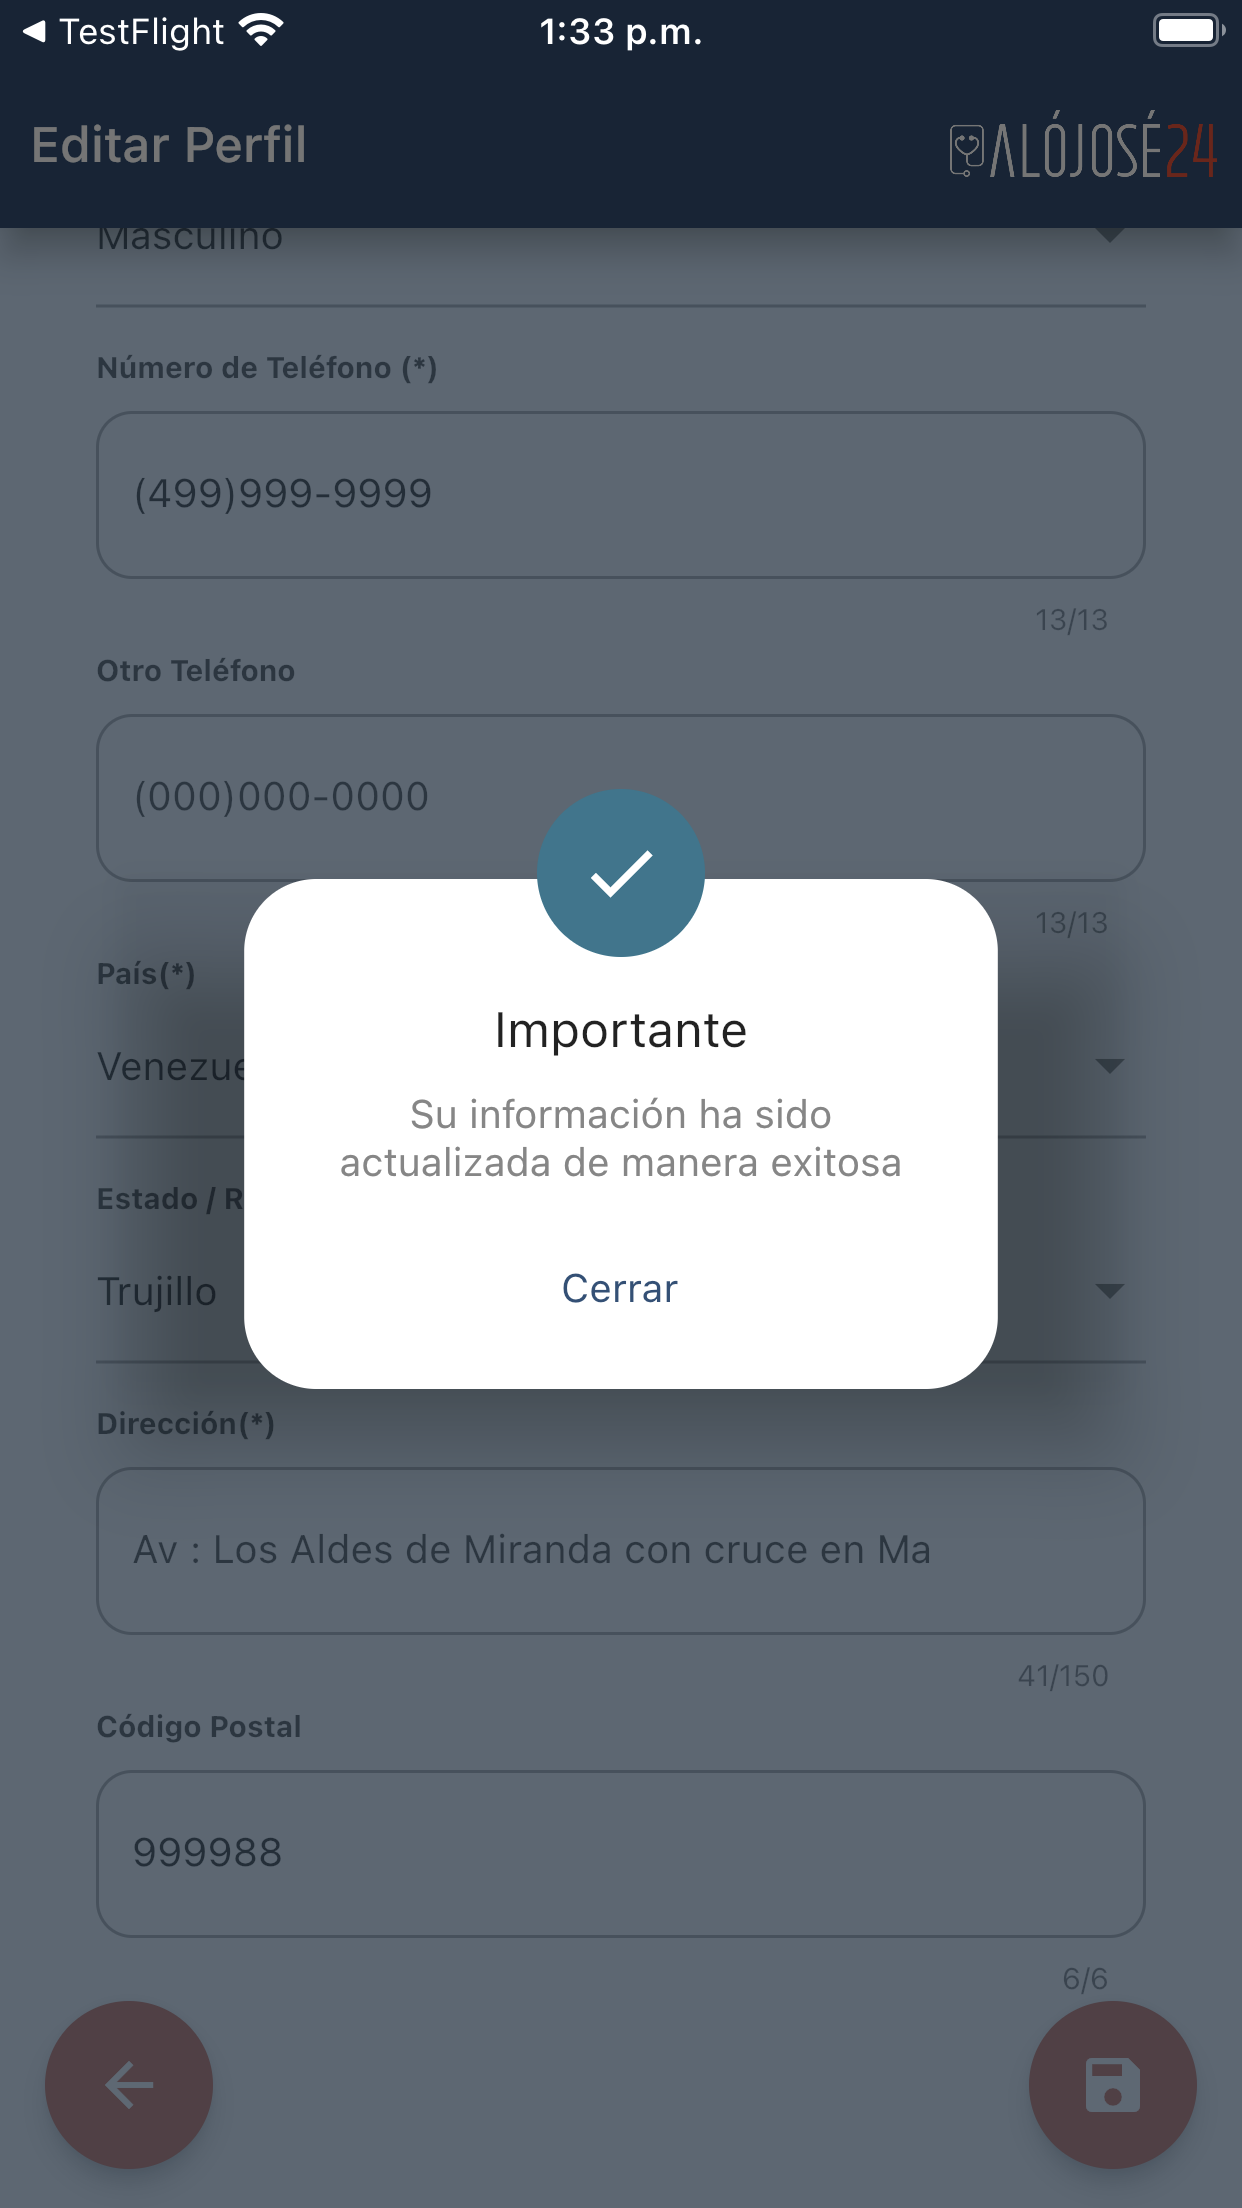 TestFlight
1:33 p.m.
Editar Perfil
ALÓJOSÉ24
Masculino
Número de Teléfono (*)
(499)999-9999
13/13
Otro Teléfono
(000)000-0000
13/13
País(*)
Venezue
Importante
Su información ha sido
actualizada de manera exitosa
Cerrar
Estado / R
Trujillo
Dirección(*)
Av : Los Aldes de Miranda con cruce en Ma
41/150
Código Postal
999988
6/6